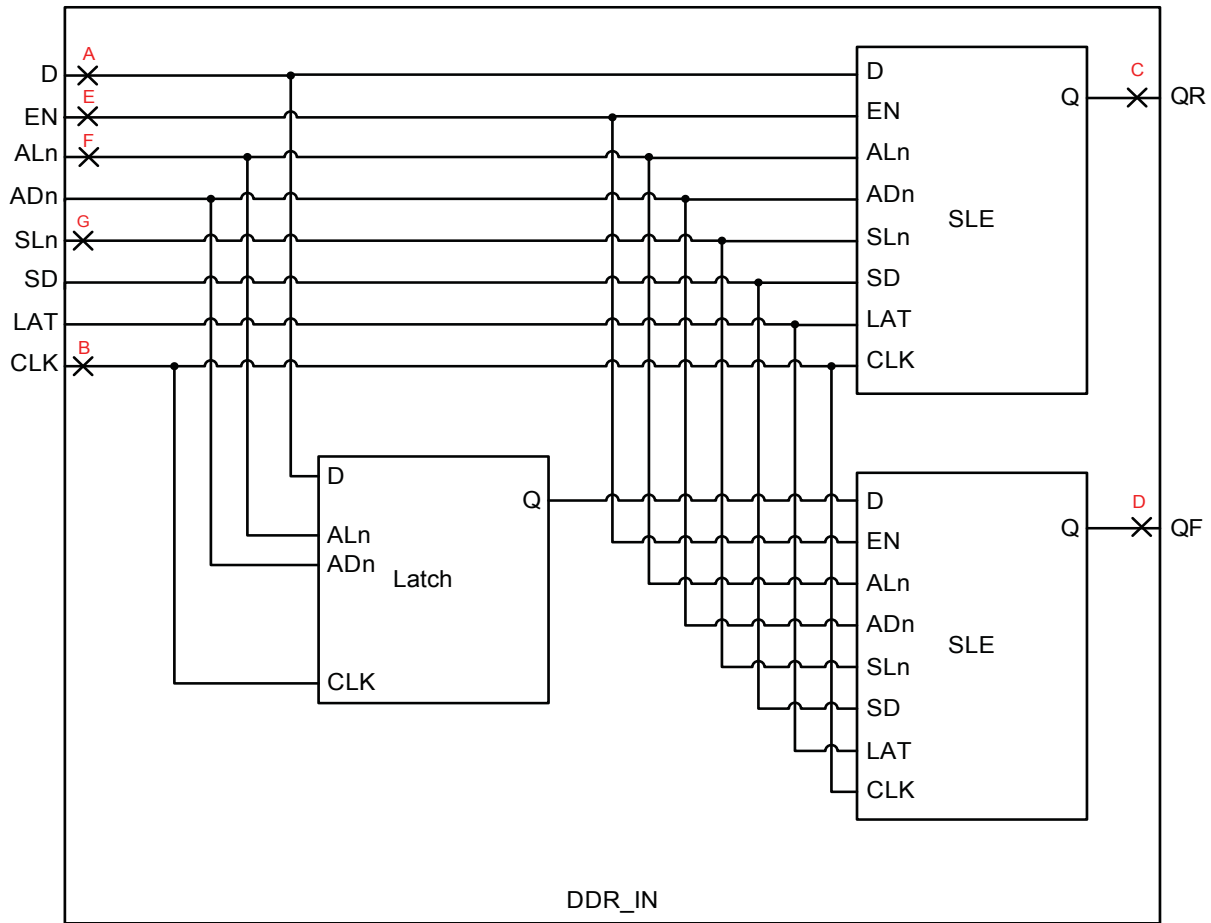 A
D
E
EN
F
ALn
ADn
G
SLn
SD
LAT
B
CLK
D
EN
ALn
ADn
SLn
SD
LAT
CLK
SLE
Q
C
QR
D
ALn
ADn
CLK
Latch
Q
D
EN
ALn
ADn
SLn
SD
LAT
CLK
SLE
Q
D
QF
DDR_IN